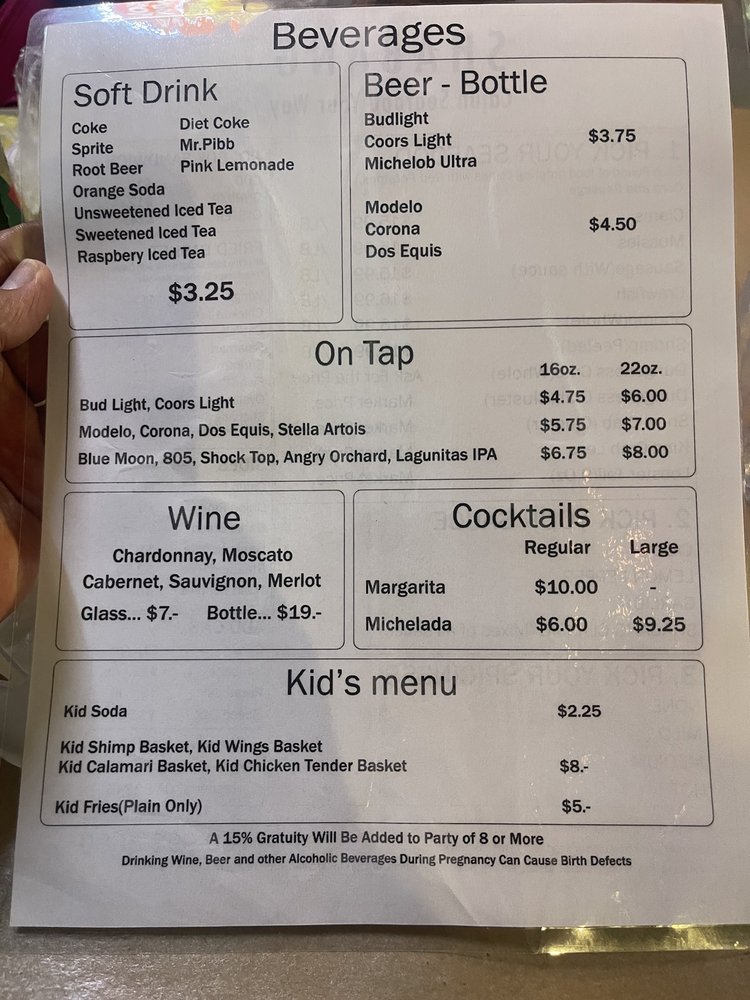 Beverages
Soft Drink
Coke Diet Coke
Sprite Mr.Pibb
Root Beer Pink Lemonade
Orange Soda
Unsweetened Iced Tea
Sweetened Iced Tea
Raspbery Iced Tea
$3.25
Beer - Bottle
Budlight
Coors Light $3.75
Michelob Ultra
Modelo
Corona $4.50
Dos Equis
On Tap
16oz. 22oz.
Bud Light, Coors Light $4.75 $6.00
Modelo, Corona, Dos Equis, Stella Artois $5.75 $7.00
Blue Moon, 805, Shock Top, Angry Orchard, Lagunitas IPA $6.75 $8.00
Wine
Chardonnay, Moscato
Cabernet, Sauvignon, Merlot
Glass... $7.- Bottle... $19.-
Cocktails
Regular Large
Margarita $10.00 -
Michelada $6.00 $9.25
Kid's menu
Kid Soda $2.25
Kid Shimp Basket, Kid Wings Basket
Kid Calamari Basket, Kid Chicken Tender Basket $8.-
Kid Fries(Plain Only) $5.-
A 15% Gratuity Will Be Added to Party of 8 or More
Drinking Wine, Beer and other Alcoholic Beverages During Pregnancy Can Cause Birth Defects